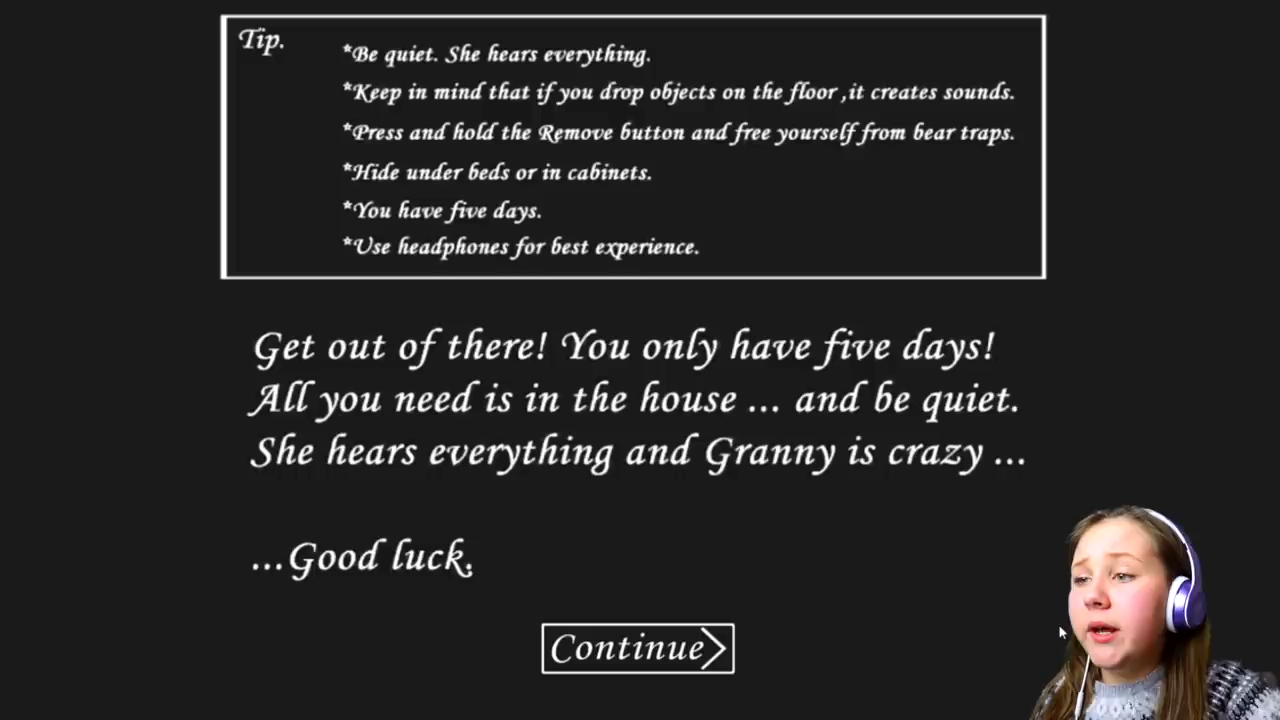 Tip.
*Be quiet. She hears everything.
*Keep in mind that if you drop objects on the floor ,it creates sounds.
*Press and hold the Remove button and free yourself from bear traps.
*Hide under beds or in cabinets.
*You have five days.
*Use headphones for best experience.
Get out of there! You only have five days!
All you need is in the house ... and be quiet.
She hears everything and Granny is crazy ...
...Good luck.
Continue>